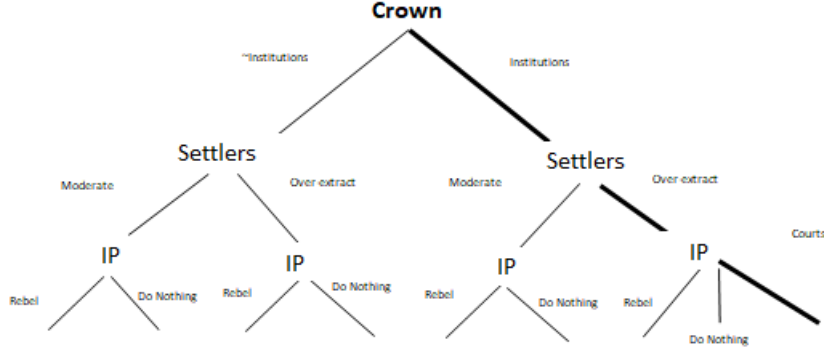 Crown
~Institutions
Institutions
Settlers
Settlers
Moderate
Over-extract
Moderate
Over-extract
Courts
IP
IP
IP
IP
Rebel
Do Nothing
Rebel
Do Nothing
Rebel
Do Nothing
Rebel
Do Nothing